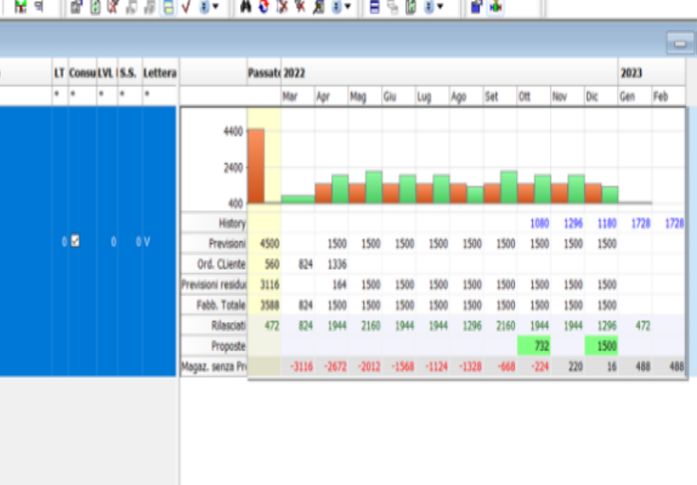 LT Consu LVL I S.S. Lettera Passato 2022 2023
* * * * * Mar Apr Mag Giu Lug Ago Set Ott Nov Dic Gen Feb
4400
2400
400
History 1080 1296 1180 1728 1728
0 0 0 V Previsioni 4500 1500 1500 1500 1500 1500 1500 1500 1500 1500
Ord. CLiente 560 824 1336
Previsioni residue 3116 164 1500 1500 1500 1500 1500 1500 1500 1500
Fabb. Totale 3588 824 1500 1500 1500 1500 1500 1500 1500 1500 1500
Rilasciati 472 824 1944 2160 1944 1944 1296 2160 1944 1944 1296 472
Proposte 732 1500
Magaz. senza Pr -3116 -2672 -2012 -1568 -1124 -1328 -668 -224 220 16 488 488